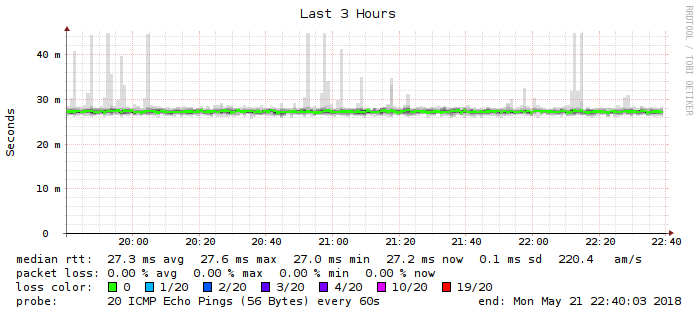 Last 3 Hours
RRDTOOL / TOBI OETIKER
Seconds
40 m
30 m
20 m
10 m
0
20:00 20:20 20:40 21:00 21:20 21:40 22:00 22:20 22:40
median rtt: 27.3 ms avg 27.6 ms max 27.0 ms min 27.2 ms now 0.1 ms sd 220.4 am/s
packet loss: 0.00 % avg 0.00 % max 0.00 % min 0.00 % now
loss color: 0 1/20 2/20 3/20 4/20 10/20 19/20
probe: 20 ICMP Echo Pings (56 Bytes) every 60s end: Mon May 21 22:40:03 2018